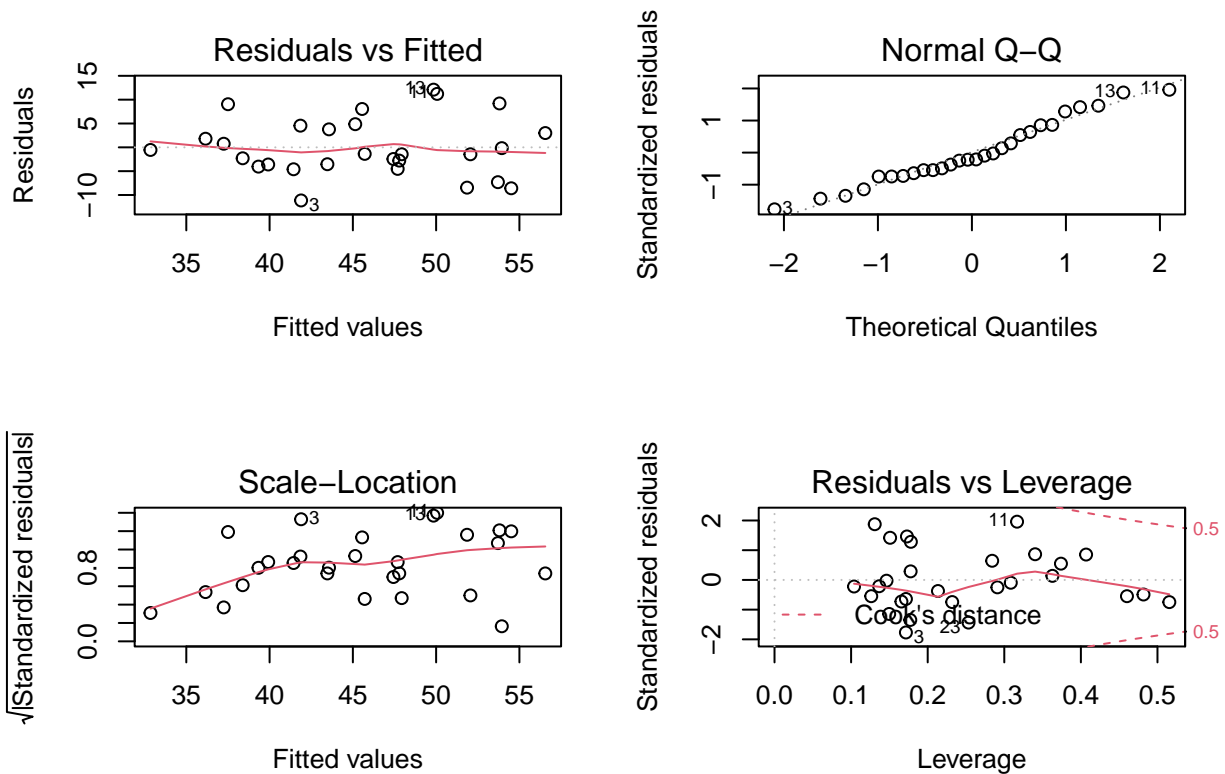 Residuals vs Fitted
Residuals
15
5
−10
13
11
3
35 40 45 50 55
Fitted values
Normal Q−Q
Standardized residuals
1
−1
13
11
3
−2 −1 0 1 2
Theoretical Quantiles
Scale−Location
√|Standardized residuals|
0.8
0.0
11
13
3
35 40 45 50 55
Fitted values
Residuals vs Leverage
Standardized residuals
2
0
−2
11
0.5
Cook's distance
23
3
0.5
0.0 0.1 0.2 0.3 0.4 0.5
Leverage